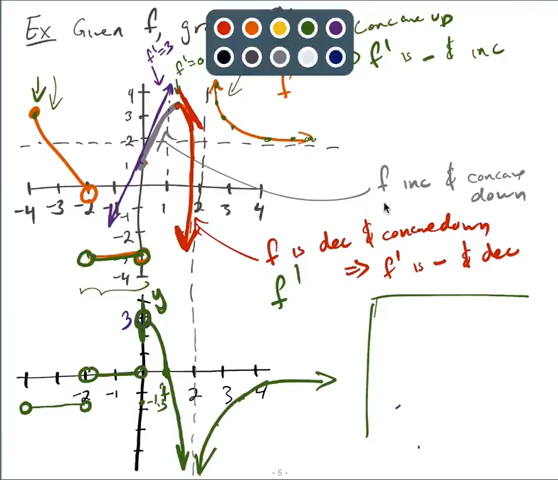 Ex Given f, gr
concave up
f'=3
f'=0
⇒ f' is - & inc
f'
4
3
2
1
-4 -3 -2 -1 1 2 3 4
-1
-2
-4
f inc & concave
down
f is dec & concave down
⇒ f' is - & dec
f'
y
3
-2 -1 2 3 4
-5-